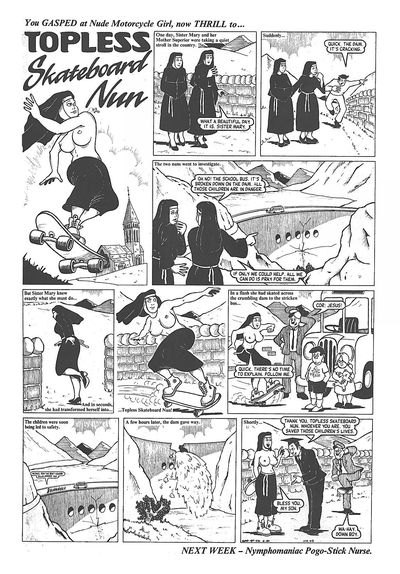 You GASPED at Nude Motorcycle Girl, now THRILL to...
TOPLESS
Skateboard
Nun
One day, Sister Mary and her
Mother Superior were taking a quiet
stroll in the country.
WHAT A BEAUTIFUL DAY
IT IS, SISTER MARY.
Suddenly...
QUICK. THE DAM.
IT'S CRACKING.
The two nuns went to investigate.
OH NO! THE SCHOOL BUS. IT'S
BROKEN DOWN ON THE DAM. ALL
THOSE CHILDREN ARE IN DANGER.
IF ONLY WE COULD HELP. ALL WE
CAN DO IS PRAY FOR THEM.
But Sister Mary knew
exactly what she must do...
And in seconds,
she had transformed herself into...
...Topless Skateboard Nun!
In a flash she had skated across
the crumbling dam to the stricken
bus...
COR! JESUS!
QUICK. THERE'S NO TIME
TO EXPLAIN. FOLLOW ME.
The children were soon
being led to safety.
A few hours later, the dam gave way.
Shortly...
THANK YOU, TOPLESS SKATEBOARD
NUN, WHOEVER YOU ARE. YOU
SAVED THOSE CHILDREN'S LIVES.
BLESS YOU,
MY SON.
WA-HAY.
DOWN BOY.
NEXT WEEK – Nymphomaniac Pogo-Stick Nurse.